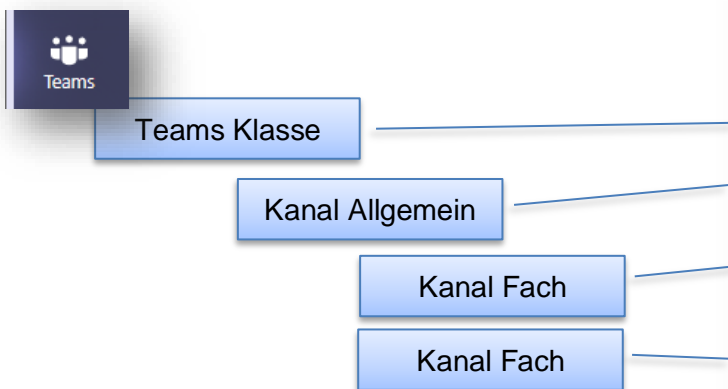 Teams
Teams Klasse
Kanal Allgemein
Kanal Fach
Kanal Fach